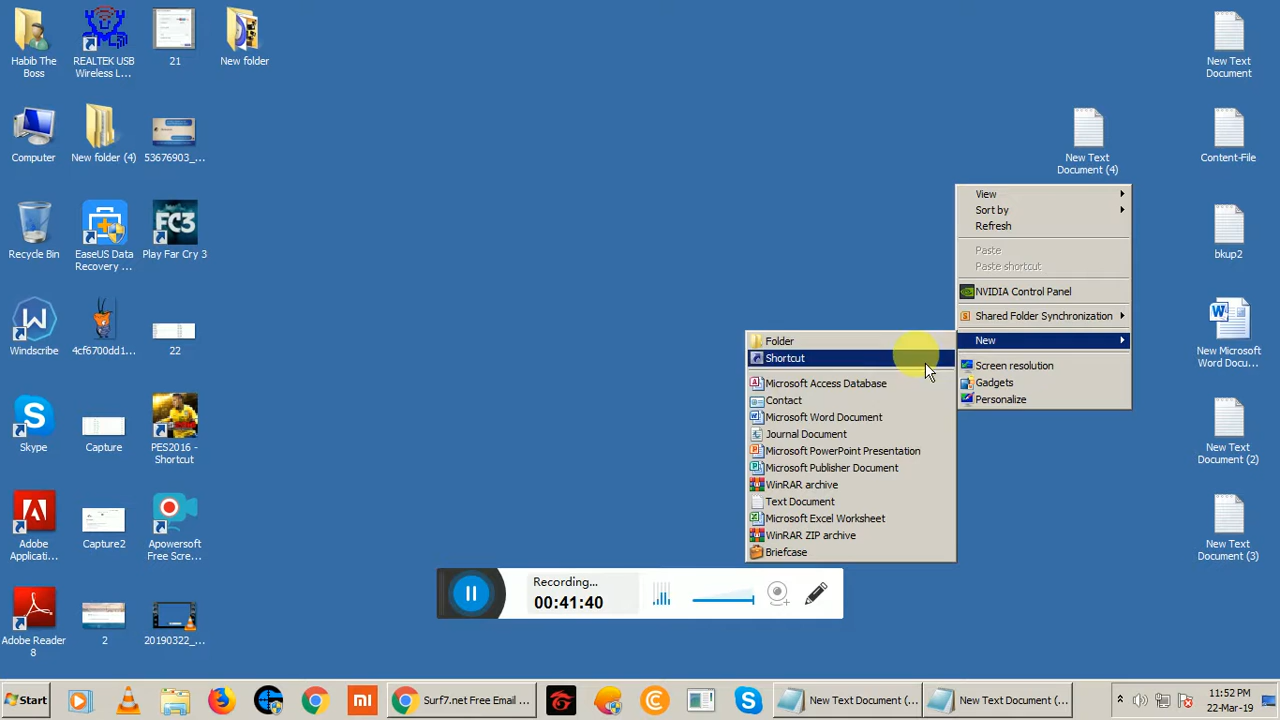 Habib The
Boss
REALTEK USB
Wireless L...
21
New folder
New Text
Document
Computer
New folder (4)
53676903_...
New Text
Document (4)
Content-File
Recycle Bin
EaseUS Data
Recovery ...
FC3
Play Far Cry 3
bkup2
View
Sort by
Refresh
Paste
Paste shortcut
NVIDIA Control Panel
Shared Folder Synchronization
New
Screen resolution
Gadgets
Personalize
Folder
Shortcut
Microsoft Access Database
Contact
Microsoft Word Document
Journal Document
Microsoft PowerPoint Presentation
Microsoft Publisher Document
WinRAR archive
Text Document
Microsoft Excel Worksheet
WinRAR ZIP archive
Briefcase
Windscribe
4cf6700dd1...
22
New Microsoft
Word Docu...
Skype
Capture
PES2016 -
Shortcut
New Text
Document (2)
Adobe
Applicati...
Capture2
Apowersoft
Free Scre...
New Text
Document (3)
Recording...
00:41:40
Adobe Reader
8
2
20190322_...
Start
mi
Surf7.net Free Email ...
New Text Document (...
New Text Document (...
11:52 PM
22-Mar-19